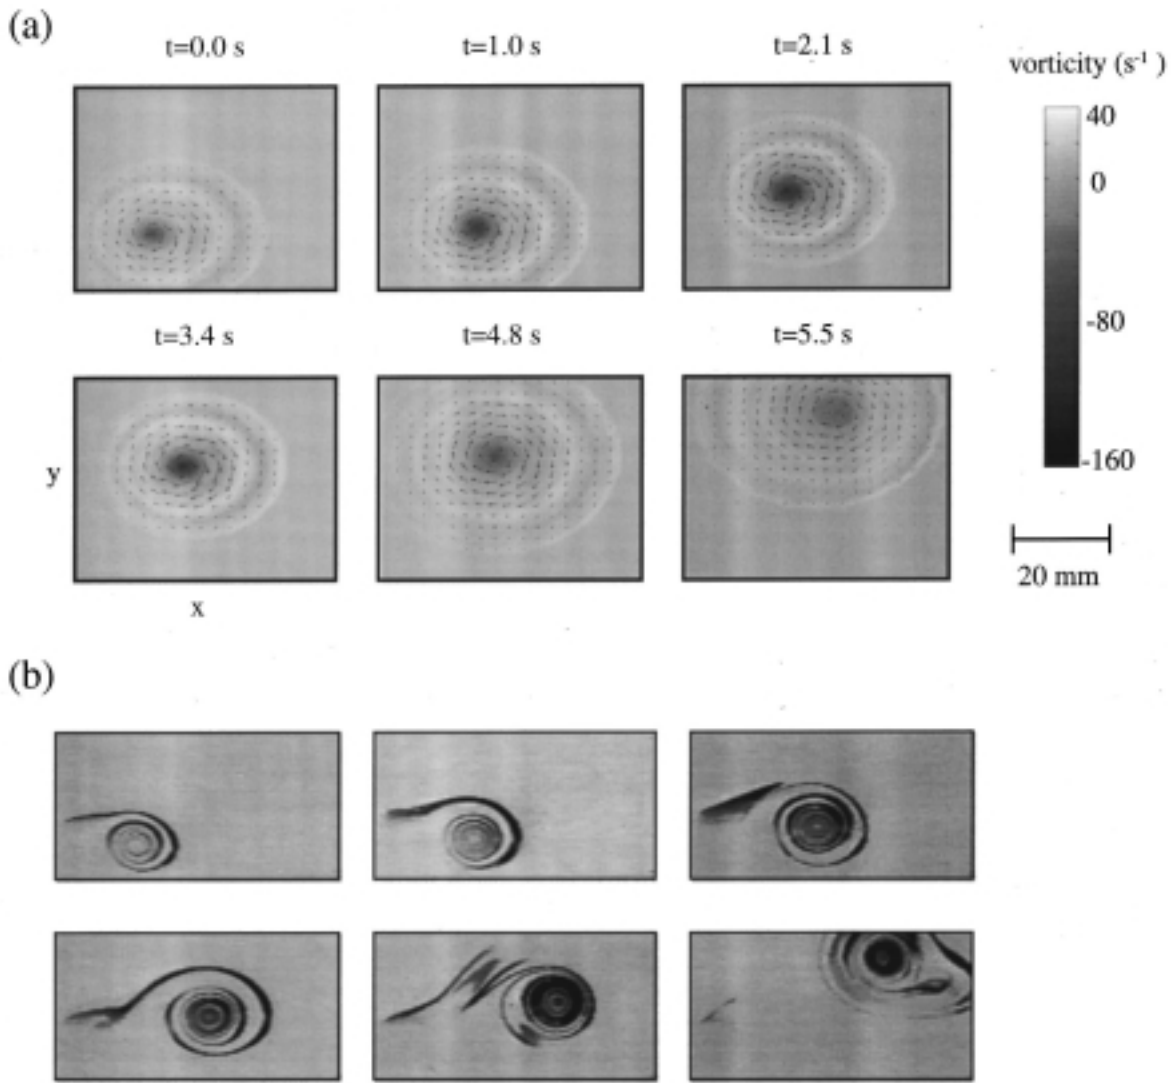 (a)
t=0.0 s
t=1.0 s
t=2.1 s
vorticity (s-1 )
40
0
-80
-160
t=3.4 s
t=4.8 s
t=5.5 s
y
x
20 mm
(b)